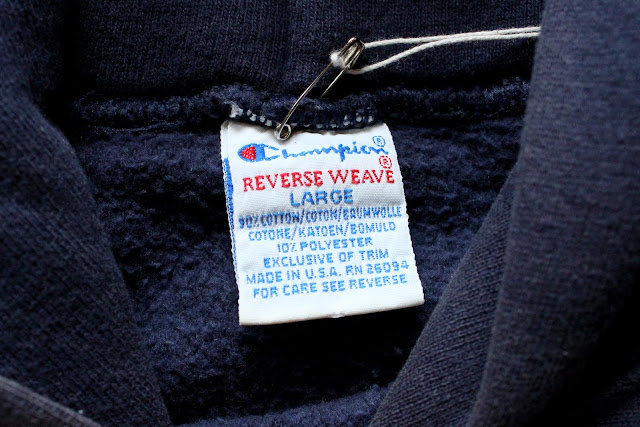 Champion®
REVERSE WEAVE®
LARGE
90% COTTON/COTON/BAUMWOLLE
COTONE/KATOEN/BOMULD
10% POLYESTER
EXCLUSIVE OF TRIM
MADE IN U.S.A. RN 26094
FOR CARE SEE REVERSE